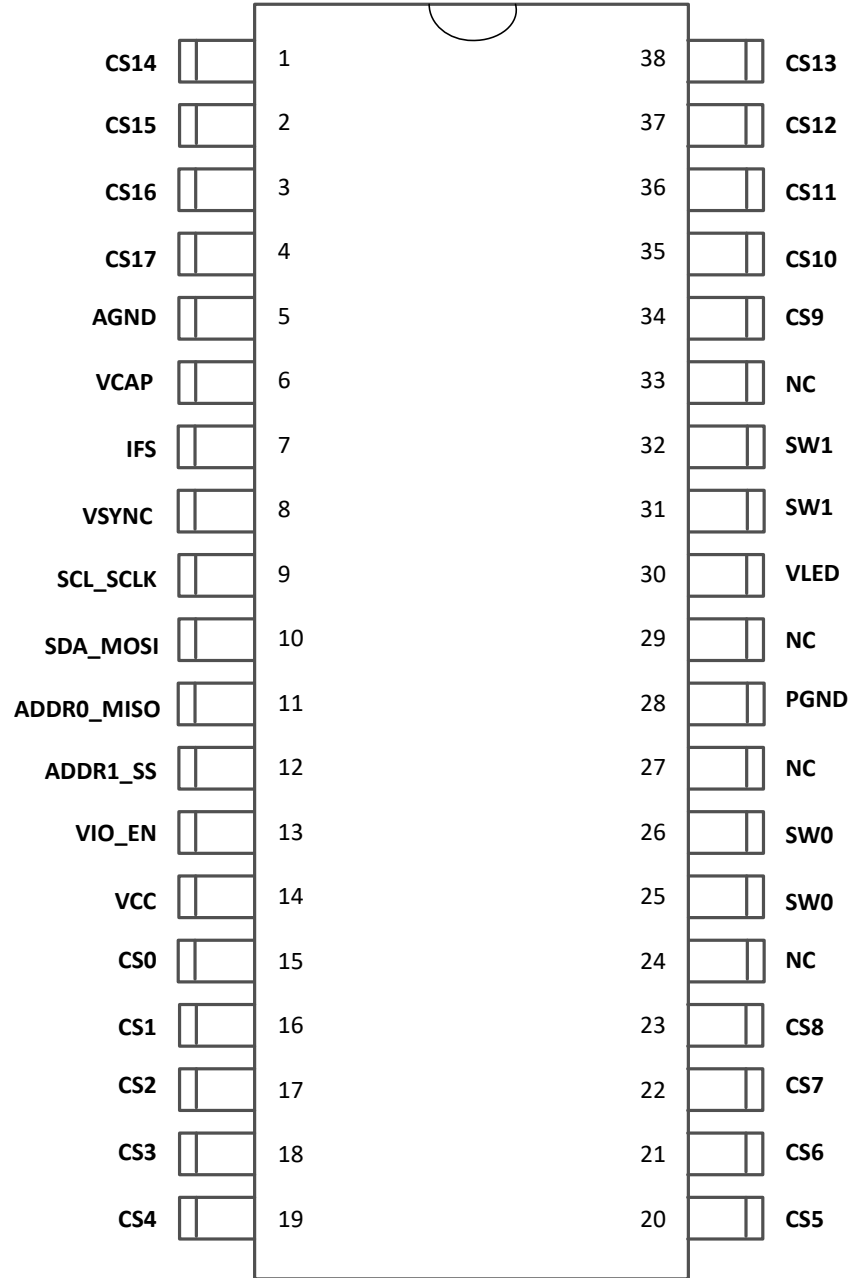 CS14 1 38 CS13
CS15 2 37 CS12
CS16 3 36 CS11
CS17 4 35 CS10
AGND 5 34 CS9
VCAP 6 33 NC
IFS 7 32 SW1
VSYNC 8 31 SW1
SCL_SCLK 9 30 VLED
SDA_MOSI 10 29 NC
ADDR0_MISO 11 28 PGND
ADDR1_SS 12 27 NC
VIO_EN 13 26 SW0
VCC 14 25 SW0
CS0 15 24 NC
CS1 16 23 CS8
CS2 17 22 CS7
CS3 18 21 CS6
CS4 19 20 CS5